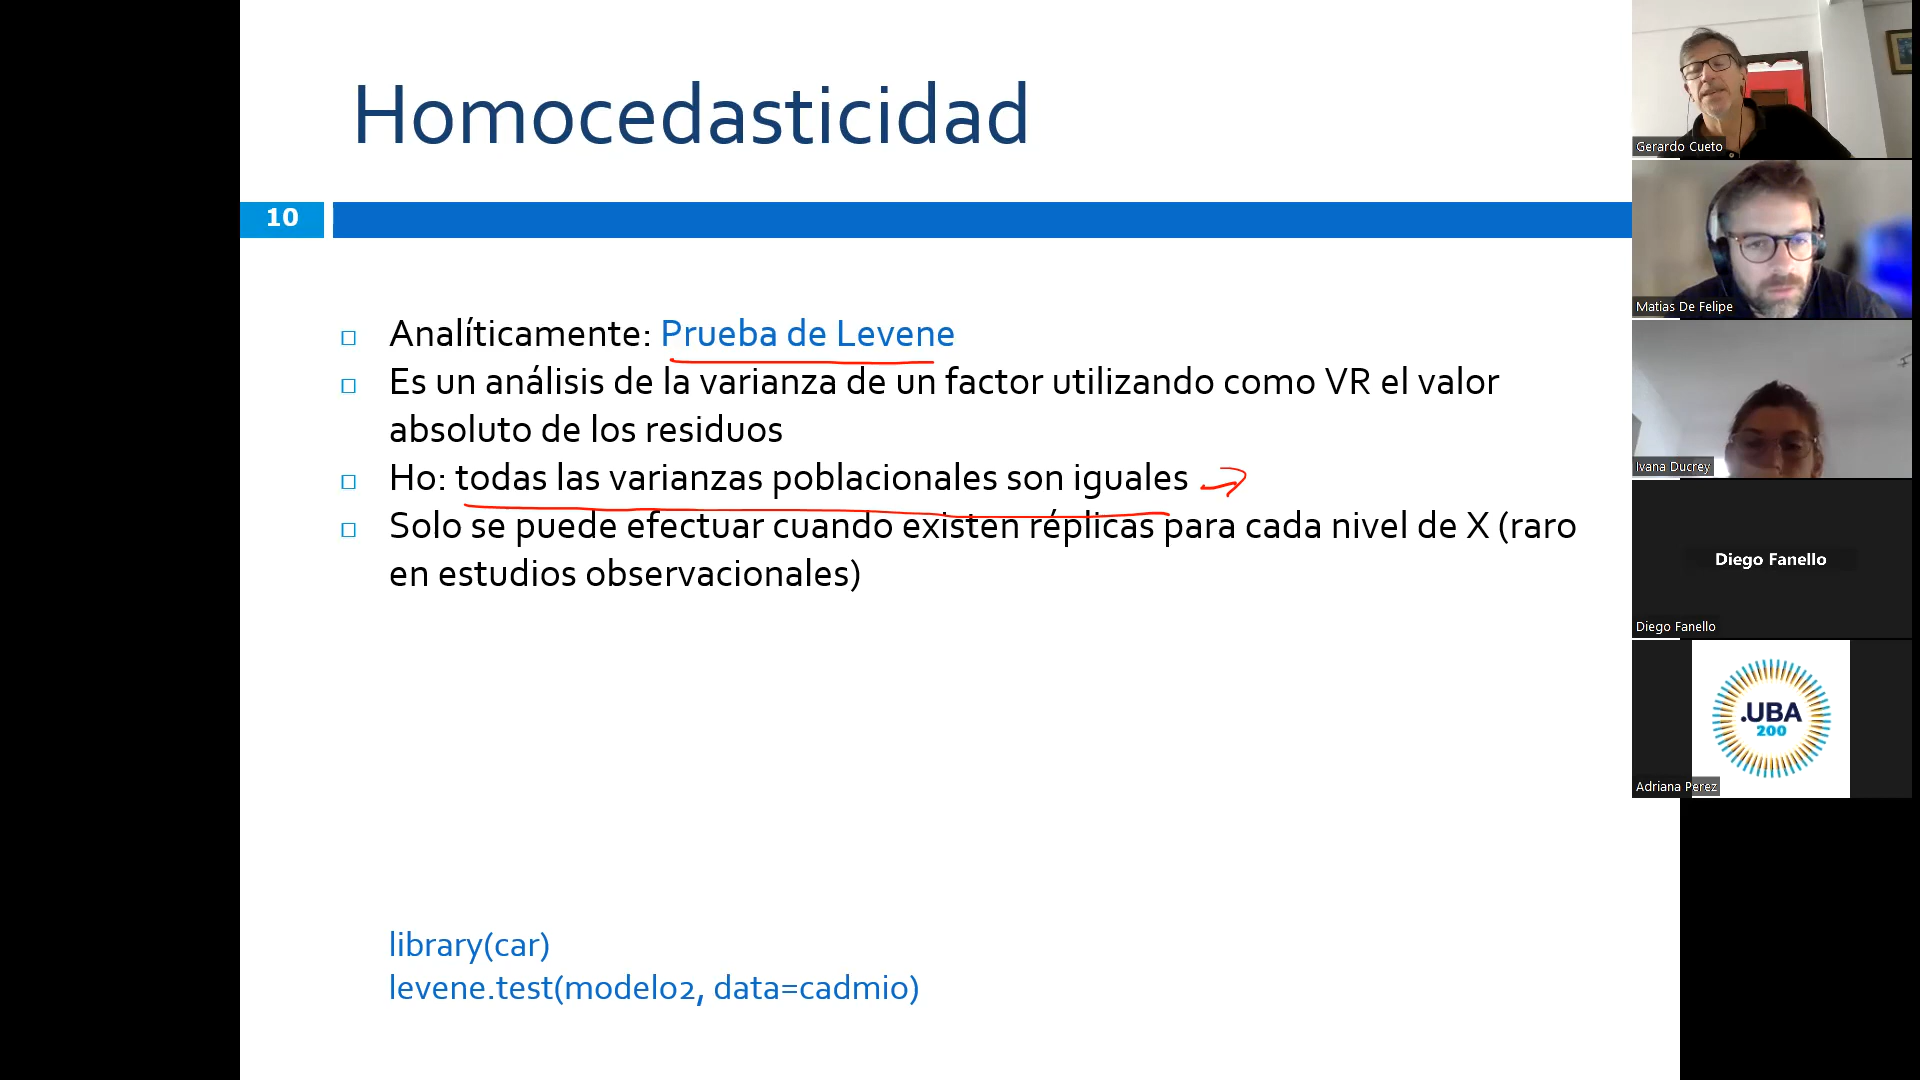 Homocedasticidad
10
Analíticamente: Prueba de Levene
Es un análisis de la varianza de un factor utilizando como VR el valor
absoluto de los residuos
Ho: todas las varianzas poblacionales son iguales
Solo se puede efectuar cuando existen réplicas para cada nivel de X (raro
en estudios observacionales)
library(car)
levene.test(modelo2, data=cadmio)
Gerardo Cueto
Matias De Felipe
Ivana Ducrey
Diego Fanello
Diego Fanello
.UBA
200
Adriana Perez